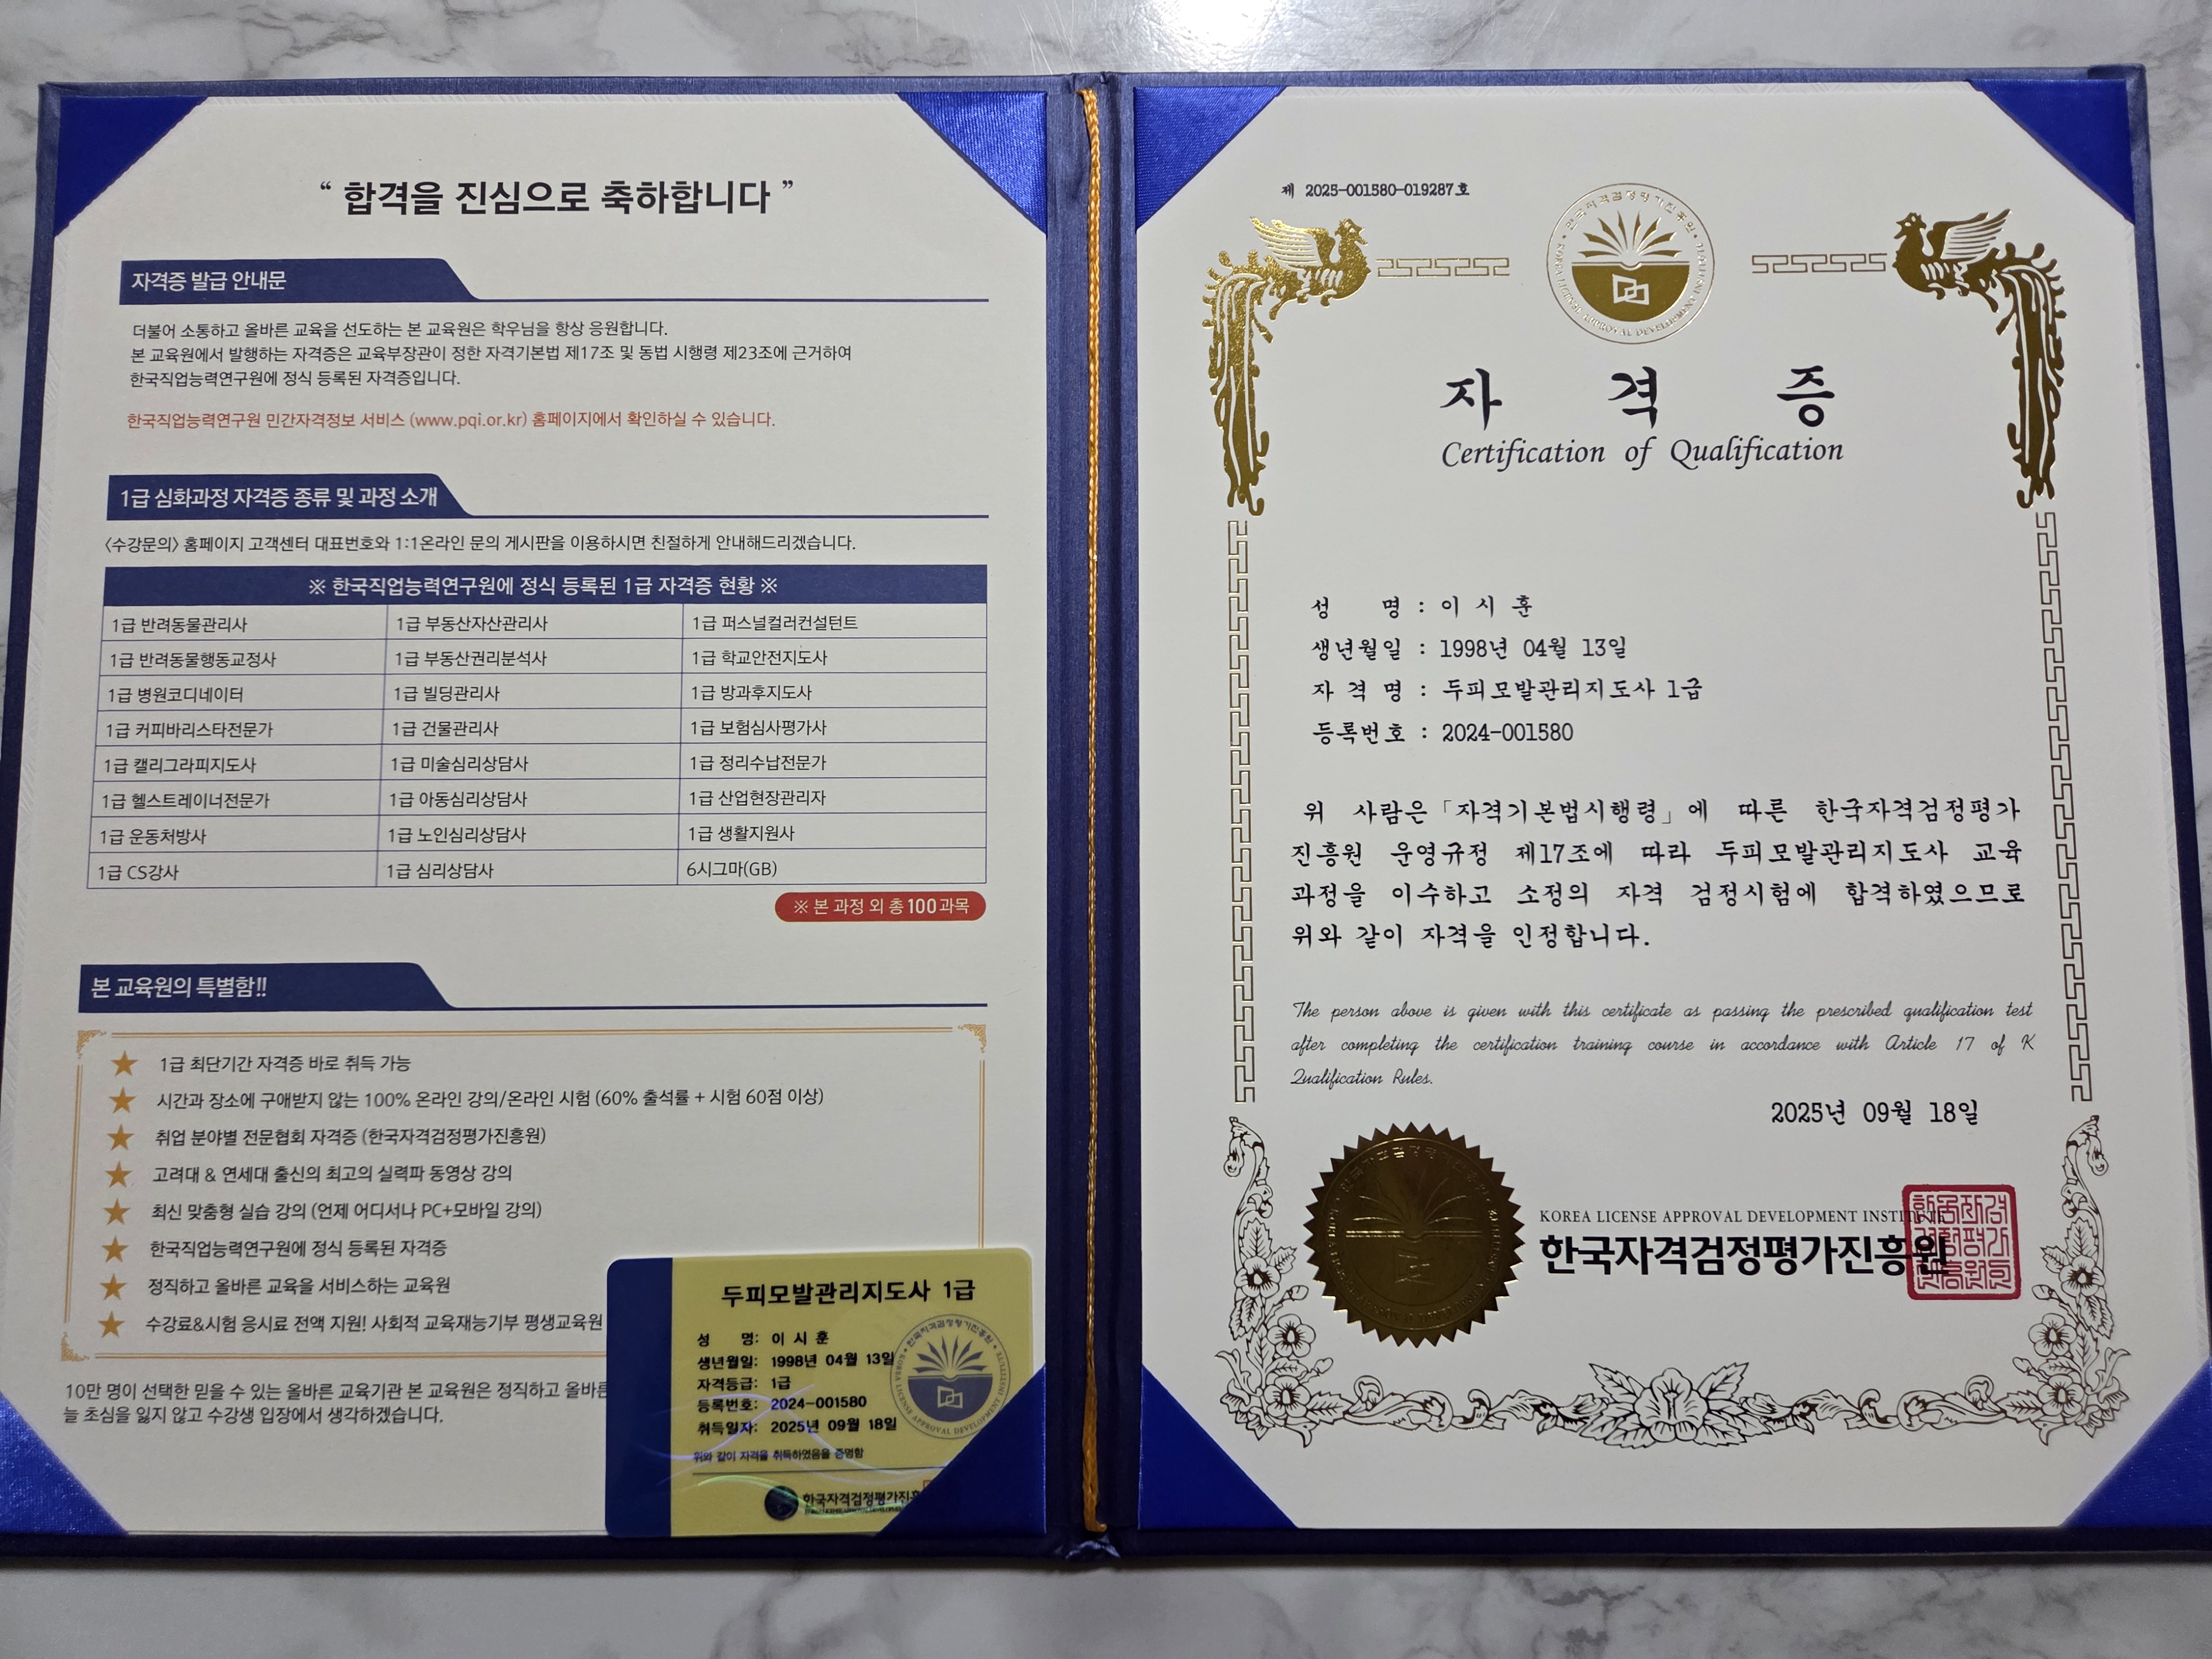 “ 합격을 진심으로 축하합니다 ”
자격증 발급 안내문
더불어 소통하고 올바른 교육을 선도하는 본 교육원은 학우님을 항상 응원합니다.
본 교육원에서 발행하는 자격증은 교육부장관이 정한 자격기본법 제17조 및 동법 시행령 제23조에 근거하여
한국직업능력연구원에 정식 등록된 자격증입니다.
한국직업능력연구원 민간자격정보 서비스 (www.pqi.or.kr) 홈페이지에서 확인하실 수 있습니다.
1급 심화과정 자격증 종류 및 과정 소개
<수강문의> 홈페이지 고객센터 대표번호와 1:1온라인 문의 게시판을 이용하시면 친절하게 안내해드리겠습니다.
※ 한국직업능력연구원에 정식 등록된 1급 자격증 현황 ※
1급 반려동물관리사 1급 부동산자산관리사 1급 퍼스널컬러컨설턴트
1급 반려동물행동교정사 1급 부동산권리분석사 1급 학교안전지도사
1급 병원코디네이터 1급 빌딩관리사 1급 방과후지도사
1급 커피바리스타전문가 1급 건물관리사 1급 보험심사평가사
1급 캘리그라피지도사 1급 미술심리상담사 1급 정리수납전문가
1급 헬스트레이너전문가 1급 아동심리상담사 1급 산업현장관리자
1급 운동처방사 1급 노인심리상담사 1급 생활지원사
1급 CS강사 1급 심리상담사 6시그마(GB)
※ 본 과정 외 총 100과목
본 교육원의 특별함!!
1급 최단기간 자격증 바로 취득 가능
시간과 장소에 구애받지 않는 100% 온라인 강의/온라인 시험 (60% 출석률 + 시험 60점 이상)
취업 분야별 전문협회 자격증 (한국자격검정평가진흥원)
고려대 & 연세대 출신의 최고의 실력파 동영상 강의
최신 맞춤형 실습 강의 (언제 어디서나 PC+모바일 강의)
한국직업능력연구원에 정식 등록된 자격증
정직하고 올바른 교육을 서비스하는 교육원
수강료&시험 응시료 전액 지원! 사회적 교육재능기부 평생교육원
10만 명이 선택한 믿을 수 있는 올바른 교육기관 본 교육원은 정직하고 올바른
늘 초심을 잃지 않고 수강생 입장에서 생각하겠습니다.
두피모발관리지도사 1급
성 명: 이 시 훈
생년월일: 1998년 04월 13일
자격등급: 1급
등록번호: 2024-001580
취득일자: 2025년 09월 18일
위와 같이 자격을 취득하였음을 증명함
한국자격검정평가진흥
제 2025-001580-019287호
한국자격검정평가진흥원
KOREA LICENSE APPROVAL DEVELOPMENT INSTITUTE
자 격 증
Certification of Qualification
성 명 : 이 시 훈
생년월일 : 1998년 04월 13일
자 격 명 : 두피모발관리지도사 1급
등록번호 : 2024-001580
위 사람은 「자격기본법시행령」에 따른 한국자격검정평가
진흥원 운영규정 제17조에 따라 두피모발관리지도사 교육
과정을 이수하고 소정의 자격 검정시험에 합격하였으므로
위와 같이 자격을 인정합니다.
The person above is given with this certificate as passing the prescribed qualification test
after completing the certification training course in accordance with Article 17 of K
Qualification Rules.
2025년 09월 18일
KOREA LICENSE APPROVAL DEVELOPMENT INSTITUTE
한국자격검정평가진흥원